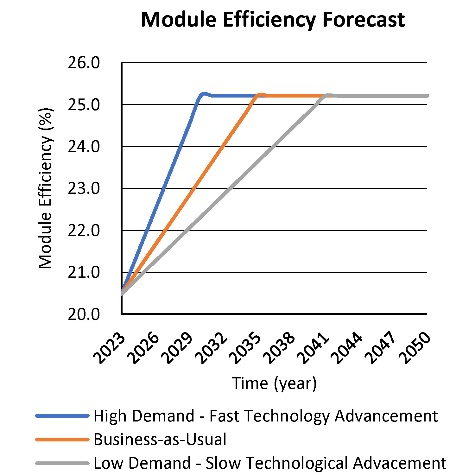 Module Efficiency Forecast
26.0
25.0
24.0
23.0
22.0
21.0
20.0
Module Efficiency (%)
2023 2026 2029 2032 2035 2038 2041 2044 2047 2050
Time (year)
High Demand - Fast Technology Advancement
Business-as-Usual
Low Demand - Slow Technological Advacement